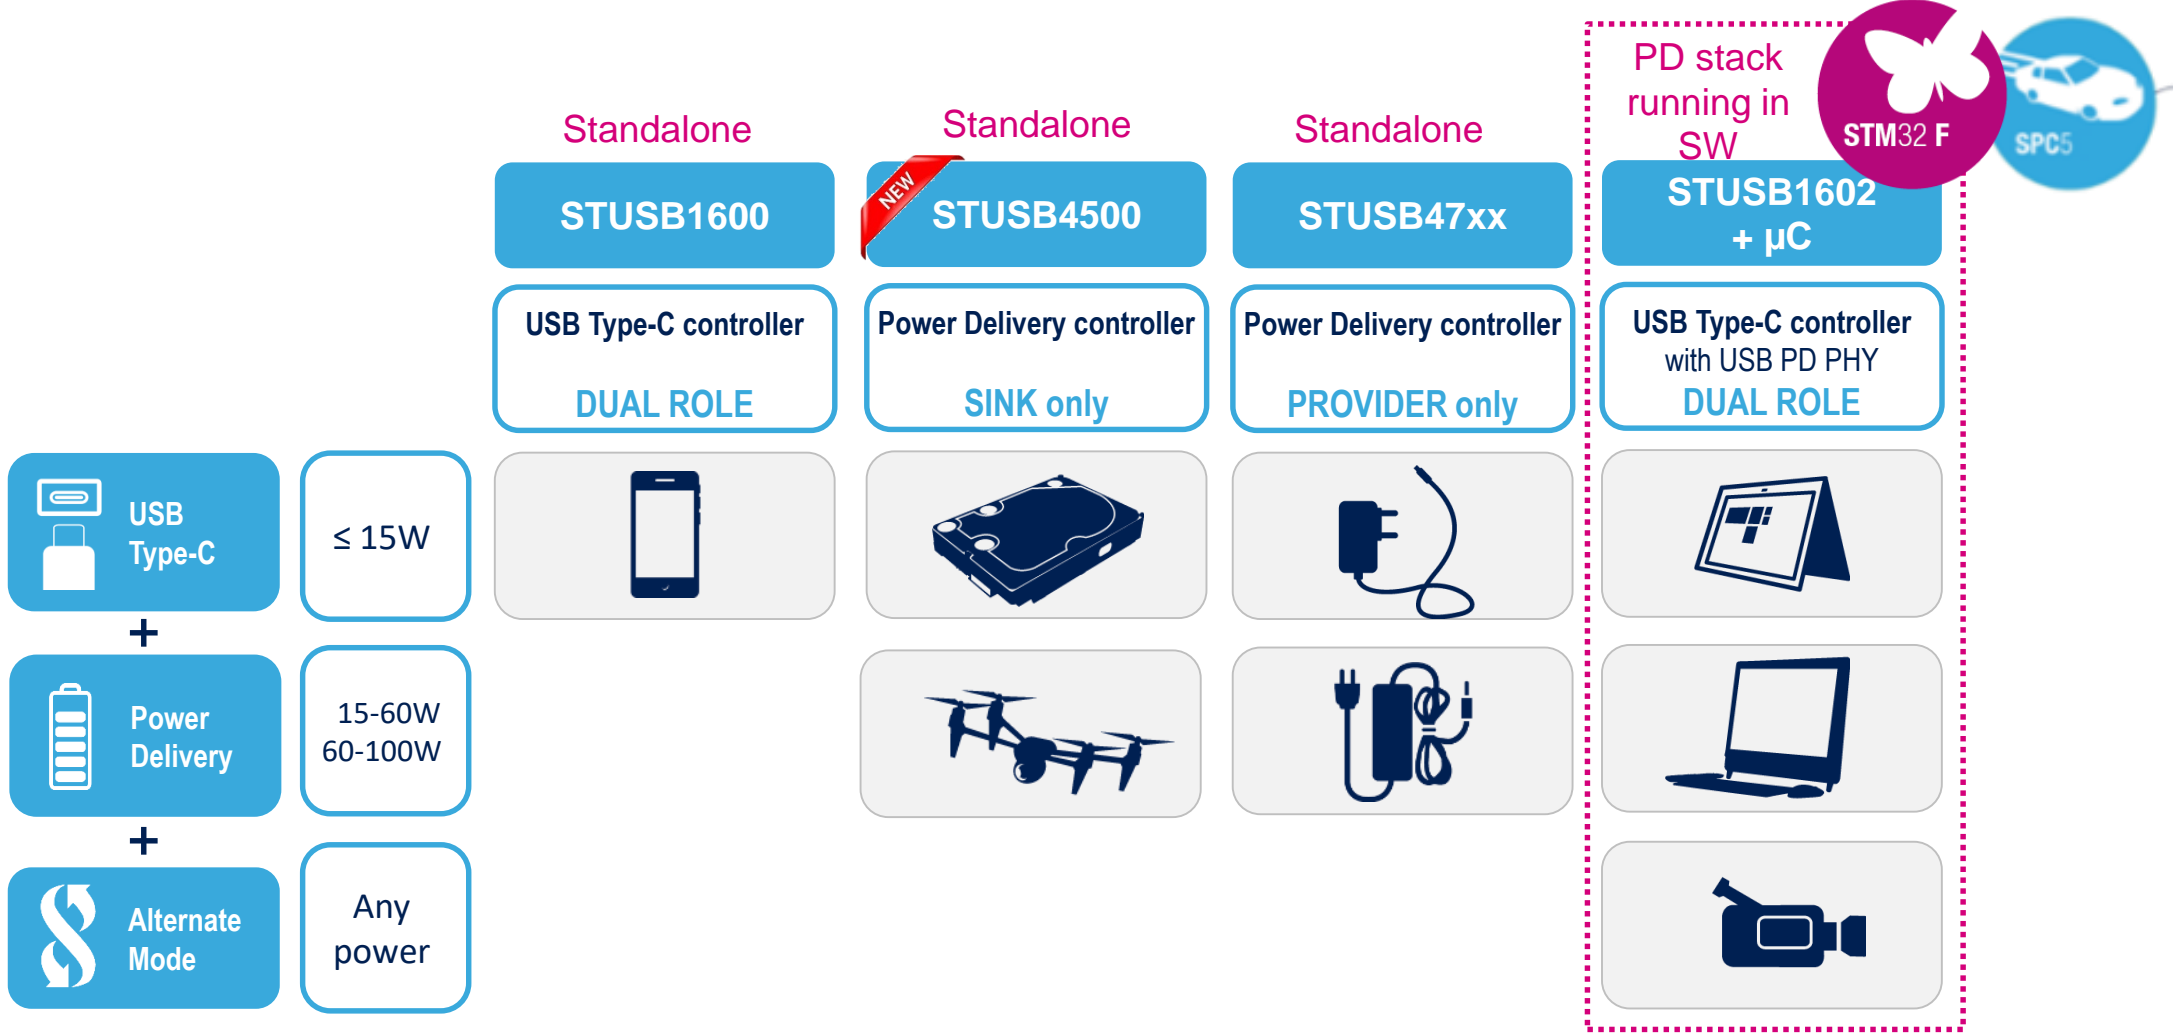 PD stack
running in
SW
STM32 F
SPC5
Standalone
Standalone
Standalone
STUSB1600
NEW
STUSB4500
STUSB47xx
STUSB1602
+ µC
USB Type-C controller
DUAL ROLE
Power Delivery controller
SINK only
Power Delivery controller
PROVIDER only
USB Type-C controller
with USB PD PHY
DUAL ROLE
USB
Type-C
≤ 15W
+
Power
Delivery
15-60W
60-100W
+
Alternate
Mode
Any
power